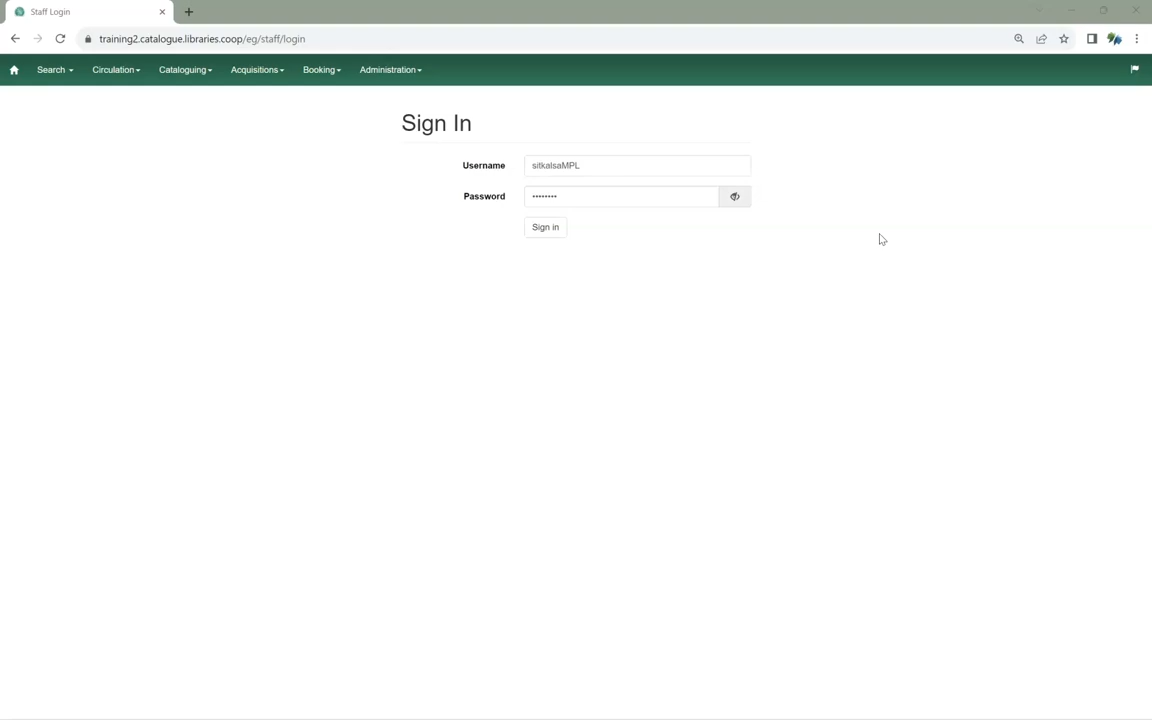 Staff Login
training2.catalogue.libraries.coop/eg/staff/login
Search Circulation Cataloguing Acquisitions Booking Administration
Sign In
Username sitkalsaMPL
Password ••••••••
Sign in